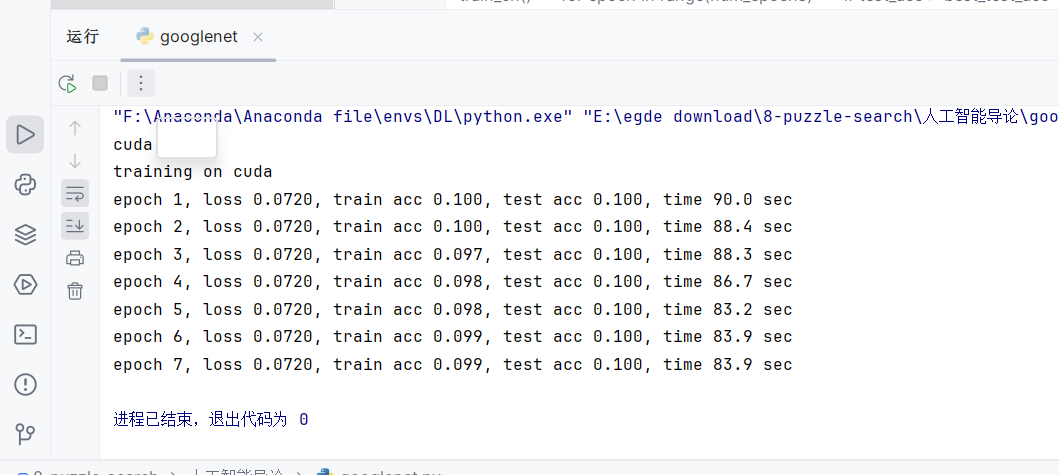 运行 googlenet
"F:\Anaconda\Anaconda file\envs\DL\python.exe" "E:\egde download\8-puzzle-search\人工智能导论\goo
cuda
training on cuda
epoch 1, loss 0.0720, train acc 0.100, test acc 0.100, time 90.0 sec
epoch 2, loss 0.0720, train acc 0.100, test acc 0.100, time 88.4 sec
epoch 3, loss 0.0720, train acc 0.097, test acc 0.100, time 88.3 sec
epoch 4, loss 0.0720, train acc 0.098, test acc 0.100, time 86.7 sec
epoch 5, loss 0.0720, train acc 0.098, test acc 0.100, time 83.2 sec
epoch 6, loss 0.0720, train acc 0.099, test acc 0.100, time 83.9 sec
epoch 7, loss 0.0720, train acc 0.099, test acc 0.100, time 83.9 sec
进程已结束，退出代码为 0